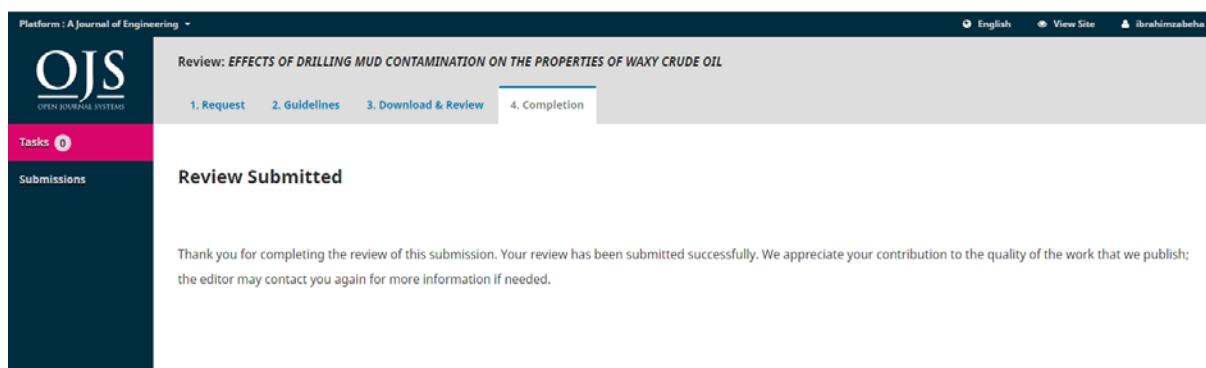 Platform : A Journal of Engineering
English
View Site
ibrahimzabeha
OJS
OPEN JOURNAL SYSTEMS
Review: EFFECTS OF DRILLING MUD CONTAMINATION ON THE PROPERTIES OF WAXY CRUDE OIL
1. Request 2. Guidelines 3. Download & Review 4. Completion
Tasks 0
Submissions
Review Submitted
Thank you for completing the review of this submission. Your review has been submitted successfully. We appreciate your contribution to the quality of the work that we publish;
the editor may contact you again for more information if needed.